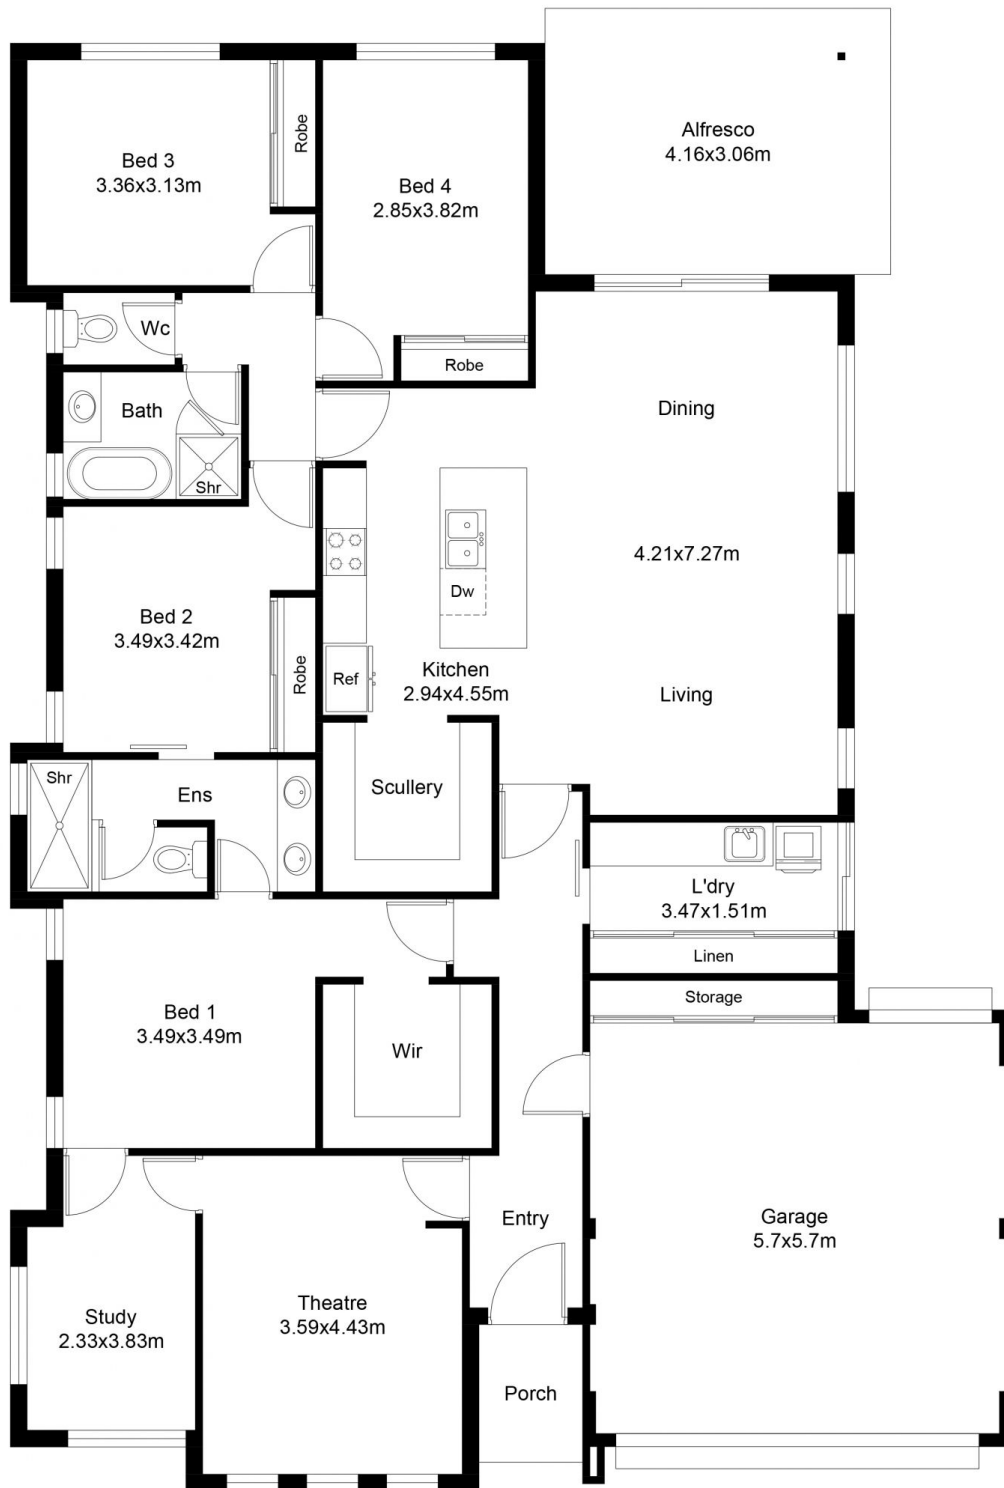 Alfresco
4.16x3.06m
Bed 3
3.36x3.13m
Robe
Bed 4
2.85x3.82m
Wc
Robe
Bath
Shr
Dining
4.21x7.27m
Dw
Bed 2
3.49x3.42m
Robe
Ref
Kitchen
2.94x4.55m
Living
Shr
Ens
Scullery
L'dry
3.47x1.51m
Linen
Storage
Bed 1
3.49x3.49m
Wir
Entry
Garage
5.7x5.7m
Study
2.33x3.83m
Theatre
3.59x4.43m
Porch